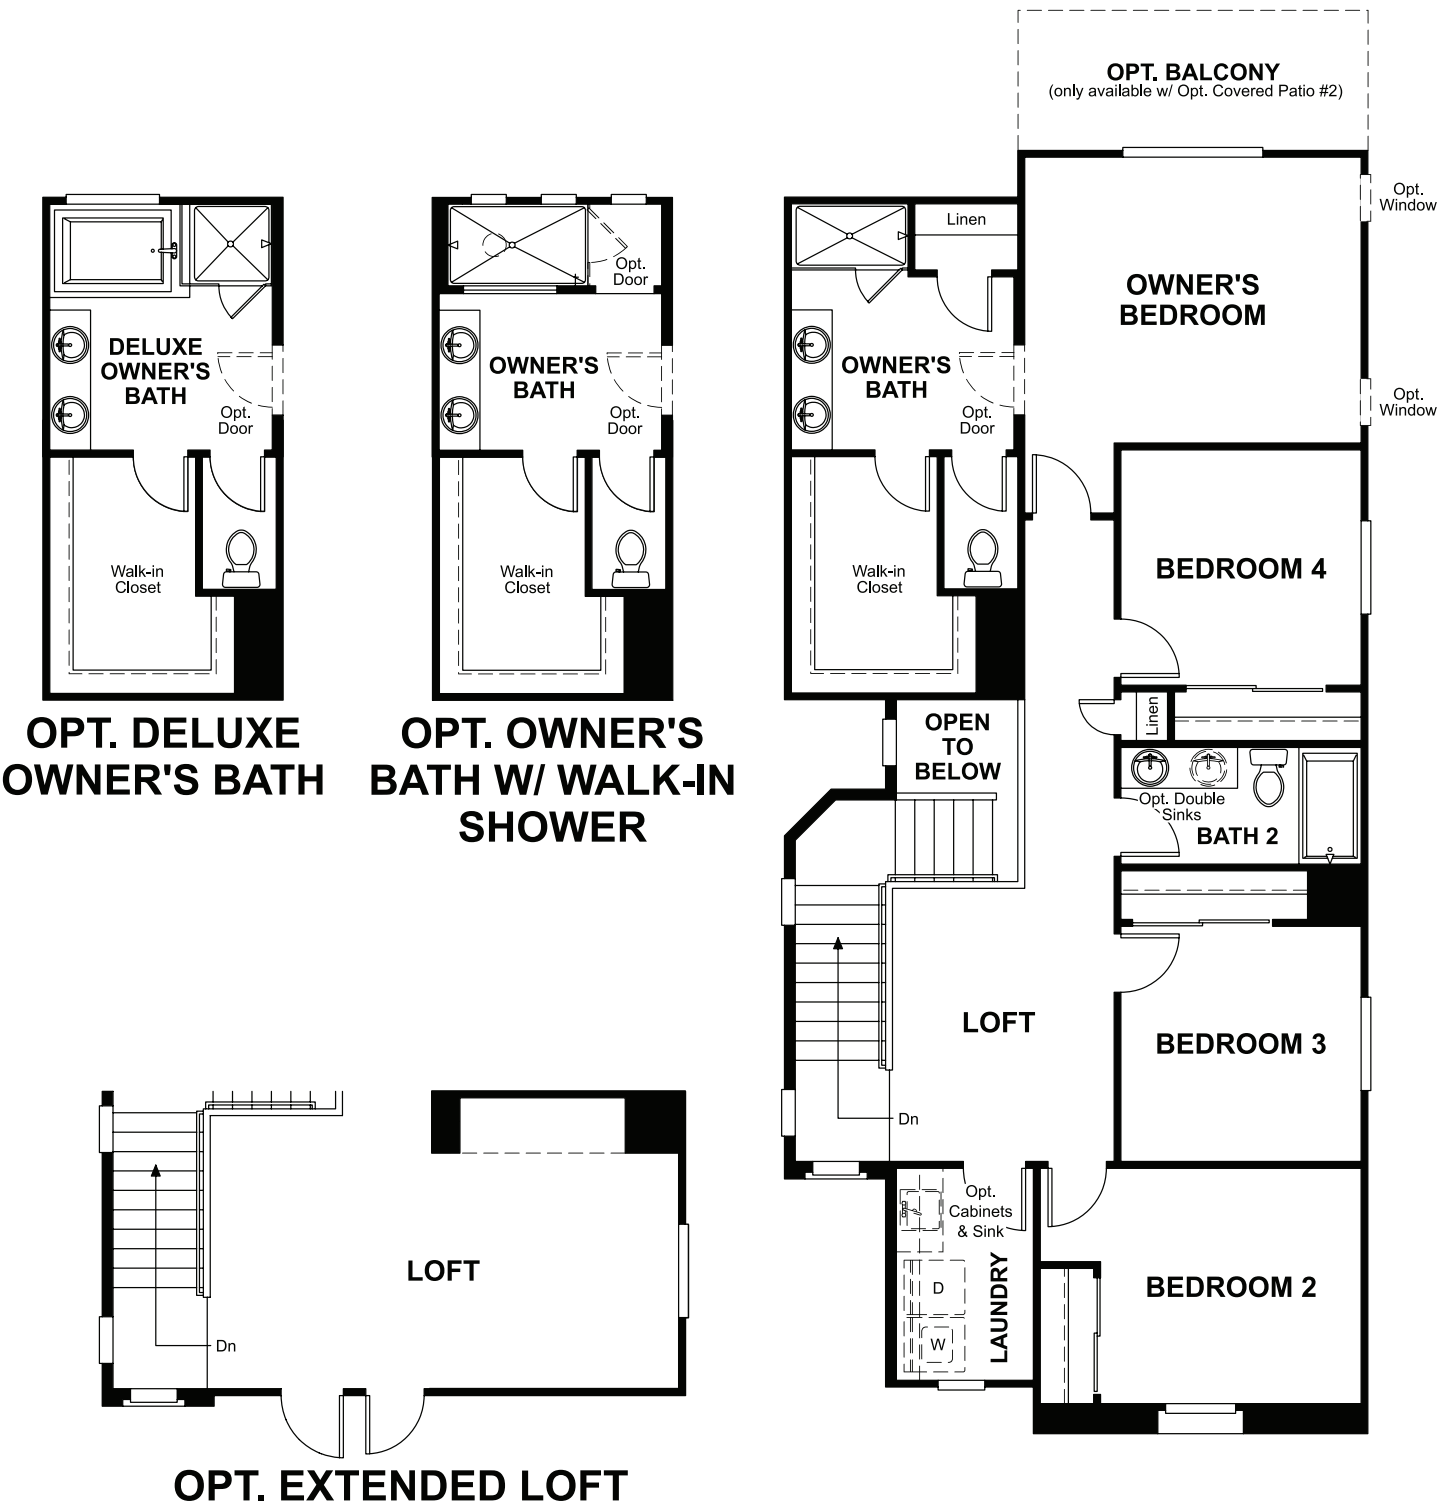 OPT. BALCONY
(only available w/ Opt. Covered Patio #2)
Opt.
Window
Linen
OWNER'S
BEDROOM
Opt.
Door
DELUXE
OWNER'S
BATH
Opt.
Door
OWNER'S
BATH
Opt.
Door
OWNER'S
BATH
Opt.
Door
Opt.
Window
Walk-in
Closet
Walk-in
Closet
Walk-in
Closet
BEDROOM 4
OPT. DELUXE
OWNER'S BATH
OPT. OWNER'S
BATH W/ WALK-IN
SHOWER
OPEN
TO
BELOW
Linen
Opt. Double
Sinks
BATH 2
LOFT
BEDROOM 3
Dn
Opt.
Cabinets
& Sink
LAUNDRY
D
W
BEDROOM 2
LOFT
Dn
OPT. EXTENDED LOFT